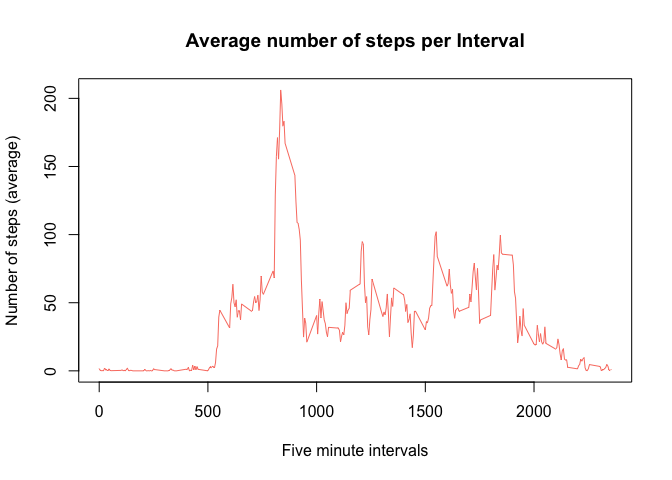 Average number of steps per Interval
Number of steps (average)
200
150
100
50
0
0 500 1000 1500 2000
Five minute intervals